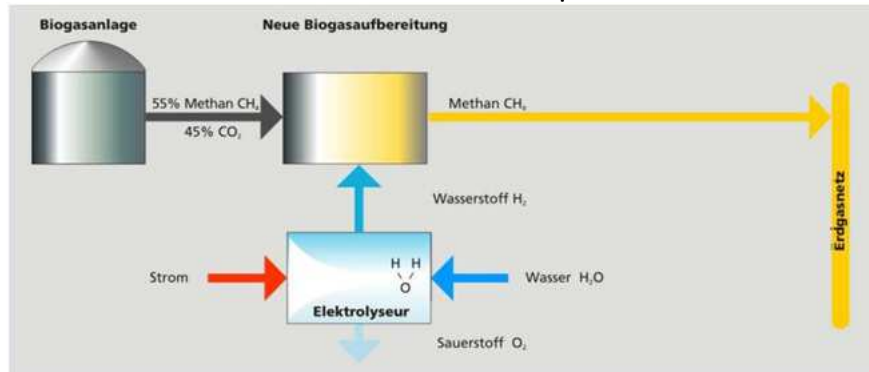 Biogasanlage
Neue Biogasaufbereitung
55% Methan CH₄
45% CO₂
Methan CH₄
Wasserstoff H₂
Erdgasnetz
Strom
H H
O
Wasser H₂O
Elektrolyseur
Sauerstoff O₂